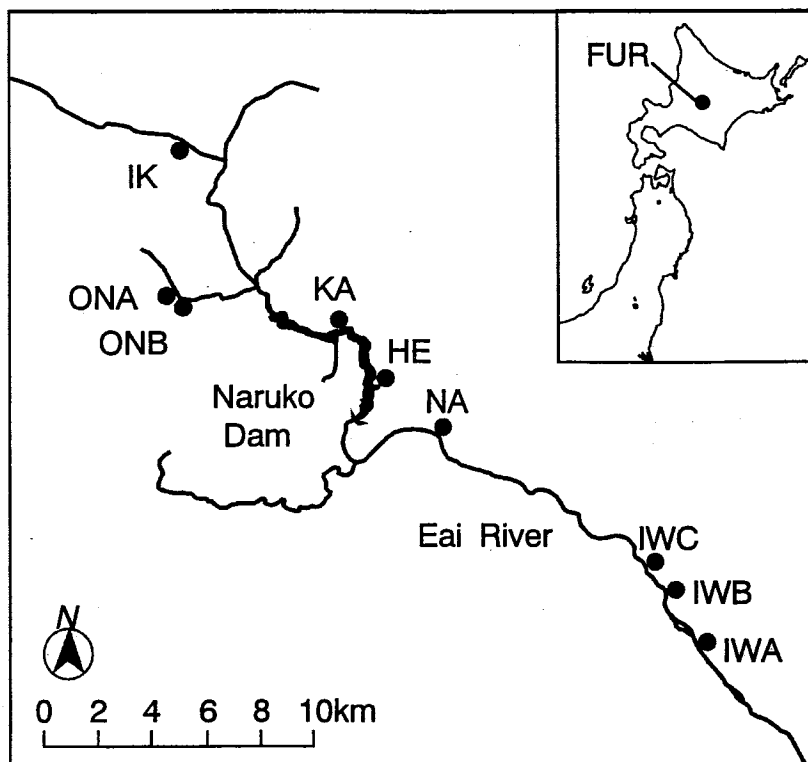 FUR
IK
ONA
ONB
KA
HE
Naruko
Dam
NA
Eai River
IWC
IWB
IWA
N
0 2 4 6 8 10km